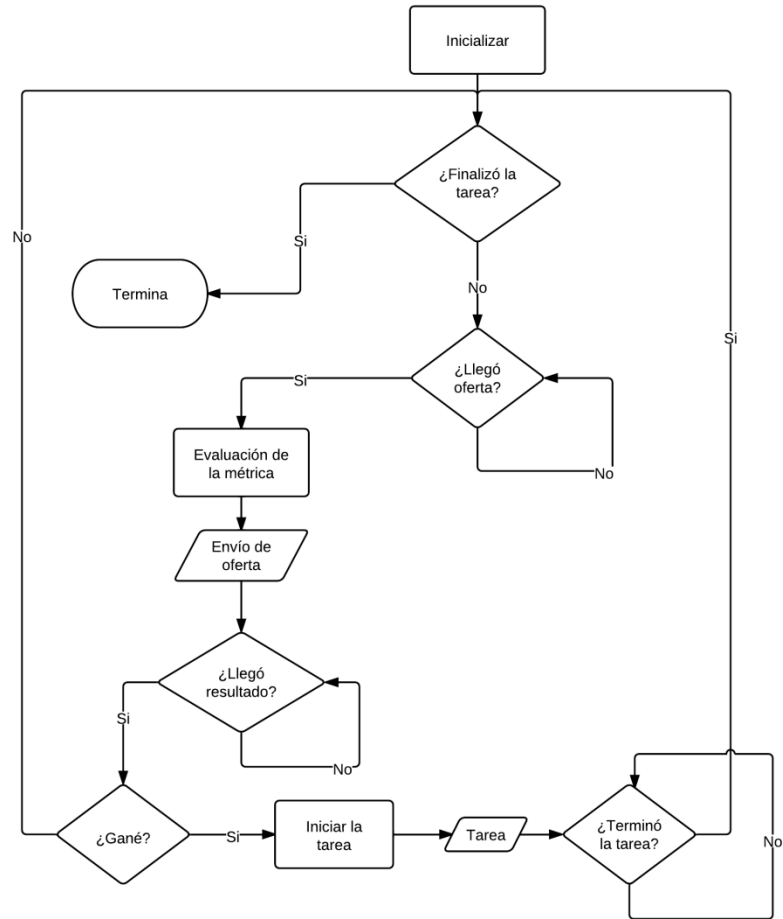 Inicializar
¿Finalizó la
tarea?
Si
No
Termina
No
¿Llegó
oferta?
Si
Si
No
Evaluación de
la métrica
Envío de
oferta
¿Llegó
resultado?
Si
No
¿Gané?
Si
Iniciar la
tarea
Tarea
¿Terminó
la tarea?
No